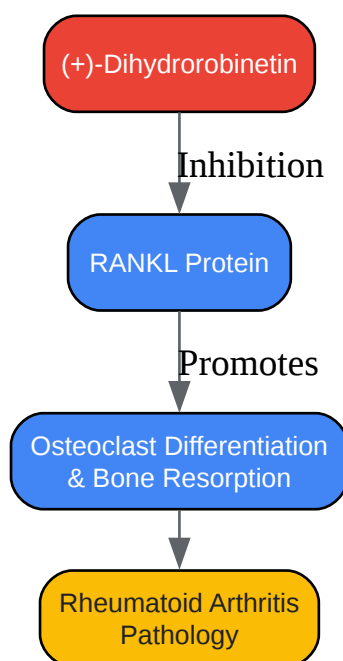 (+)-Dihydrorobinetin
Inhibition
RANKL Protein
Promotes
Osteoclast Differentiation
& Bone Resorption
Rheumatoid Arthritis
Pathology